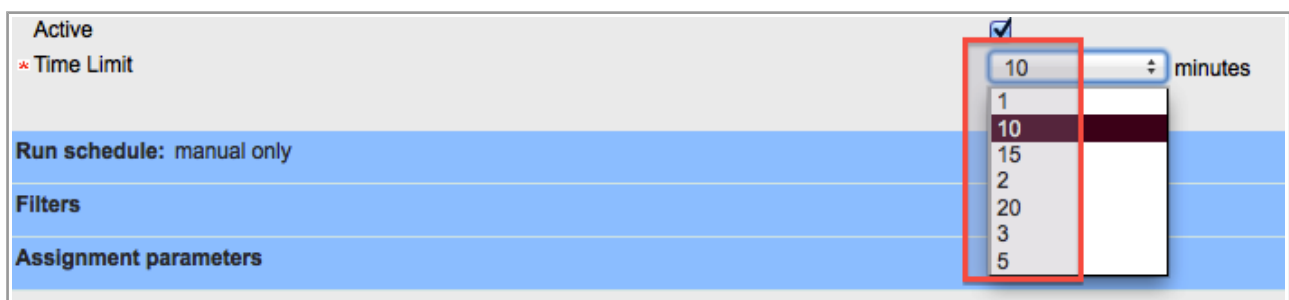 Active
* Time Limit 10 minutes
1
10
Run schedule: manual only 15
2
Filters 20
3
Assignment parameters 5